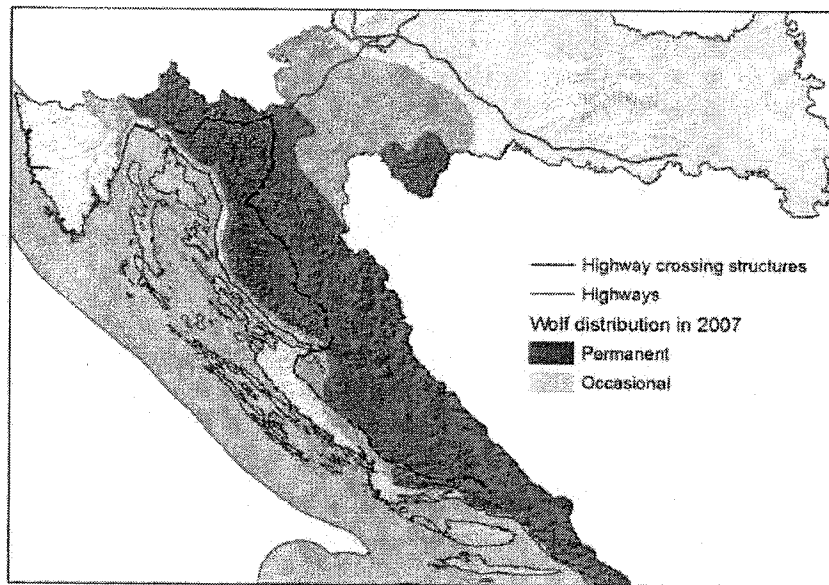 Highway crossing structures
Highways
Wolf distribution in 2007
Permanent
Occasional